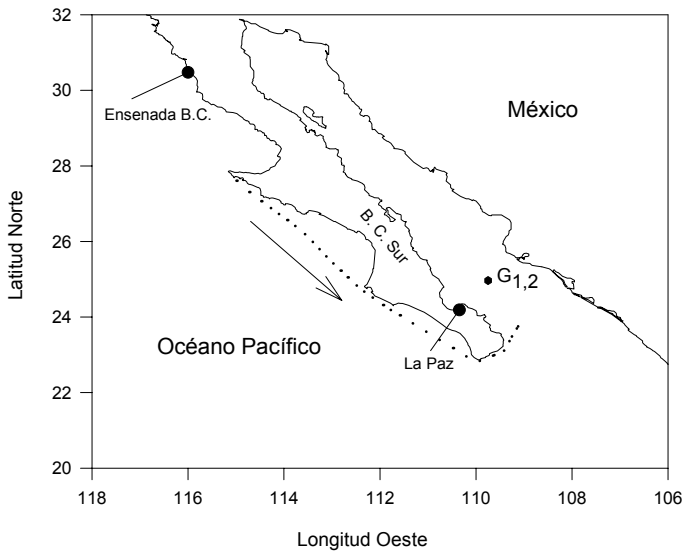 32
30
28
26
24
22
20
118
116
114
112
110
108
106
Latitud Norte
Longitud Oeste
Ensenada B.C.
México
B. C. Sur
G1,2
La Paz
Océano Pacífico